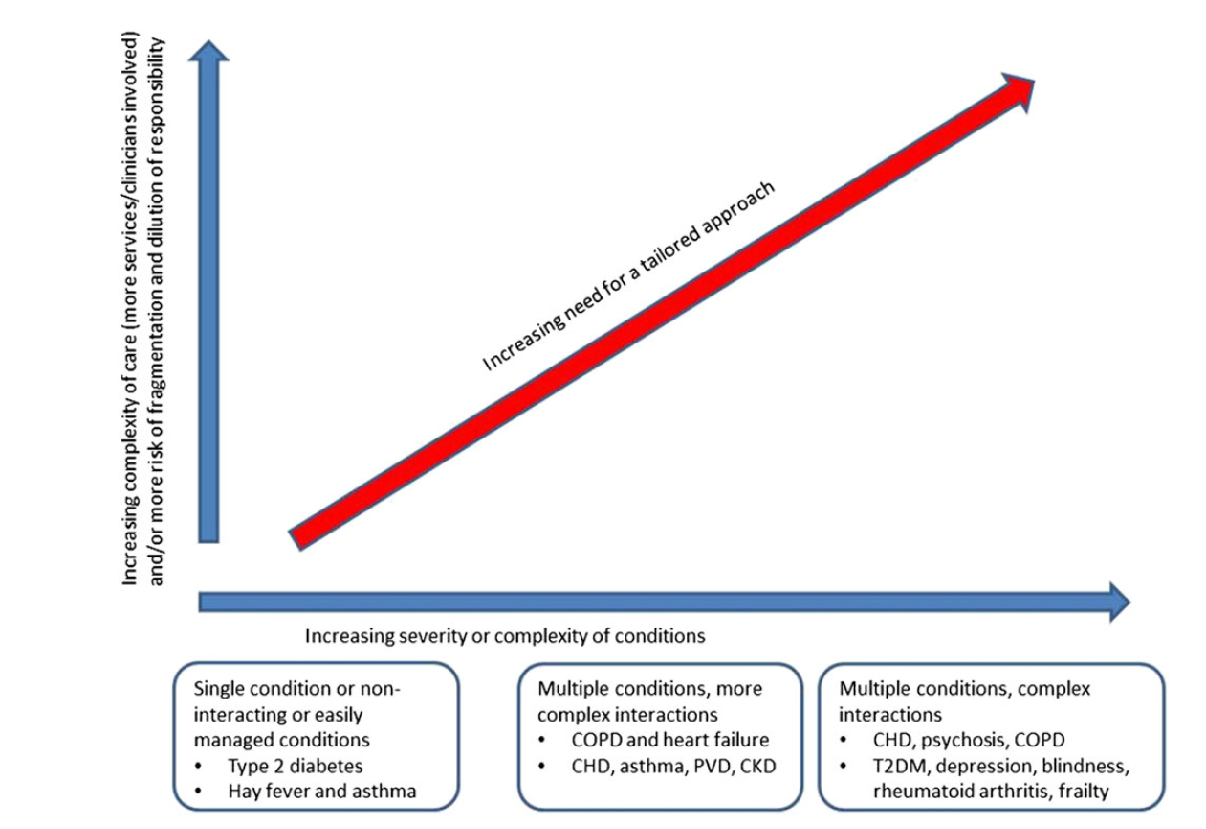 Increasing complexity of care (more services/clinicians involved)
and/or more risk of fragmentation and dilution of responsibility
Increasing need for a tailored approach
Increasing severity or complexity of conditions
Single condition or non-
interacting or easily
managed conditions
• Type 2 diabetes
• Hay fever and asthma
Multiple conditions, more
complex interactions
• COPD and heart failure
• CHD, asthma, PVD, CKD
Multiple conditions, complex
interactions
• CHD, psychosis, COPD
• T2DM, depression, blindness,
rheumatoid arthritis, frailty